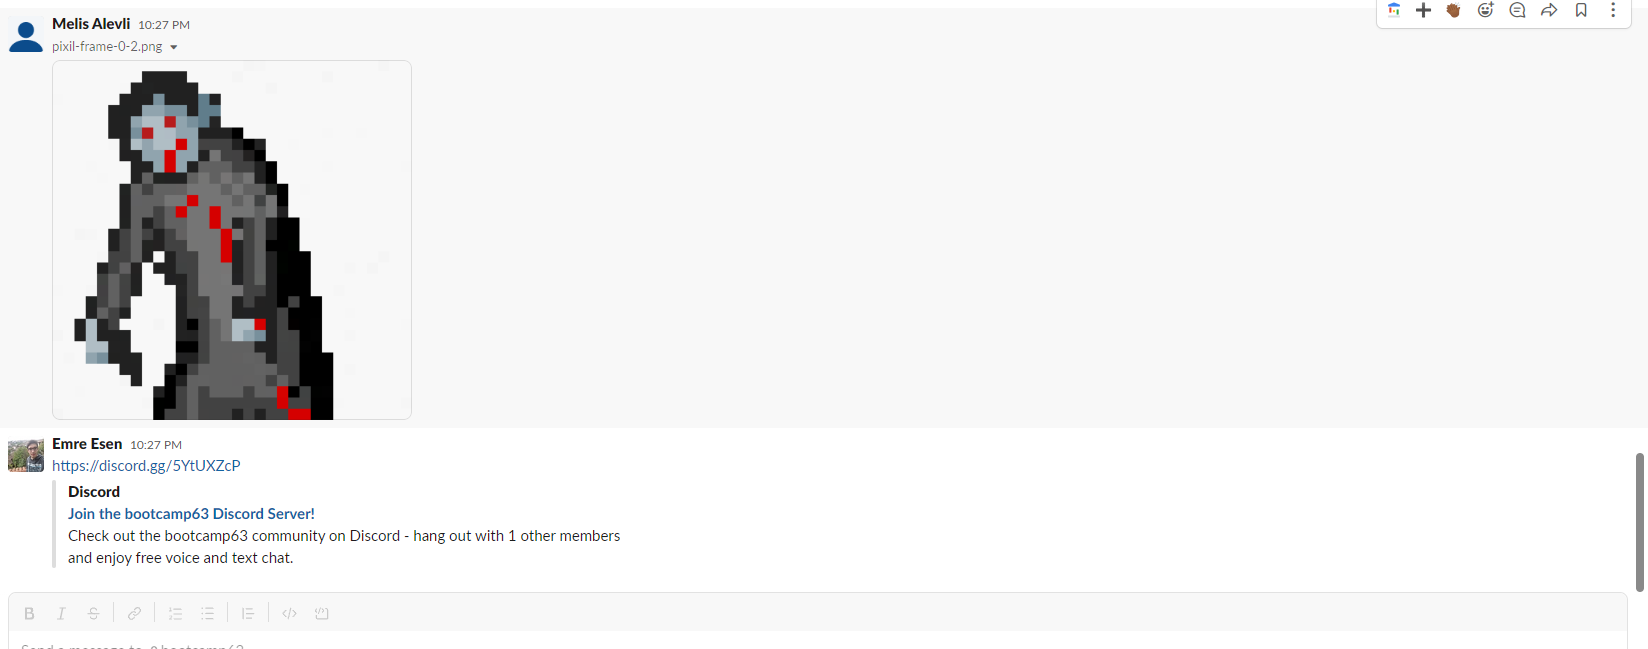 Melis Alevli 10:27 PM
pixil-frame-0-2.png
Emre Esen 10:27 PM
https://discord.gg/5YtUXZcP
Discord
Join the bootcamp63 Discord Server!
Check out the bootcamp63 community on Discord - hang out with 1 other members
and enjoy free voice and text chat.
B I S